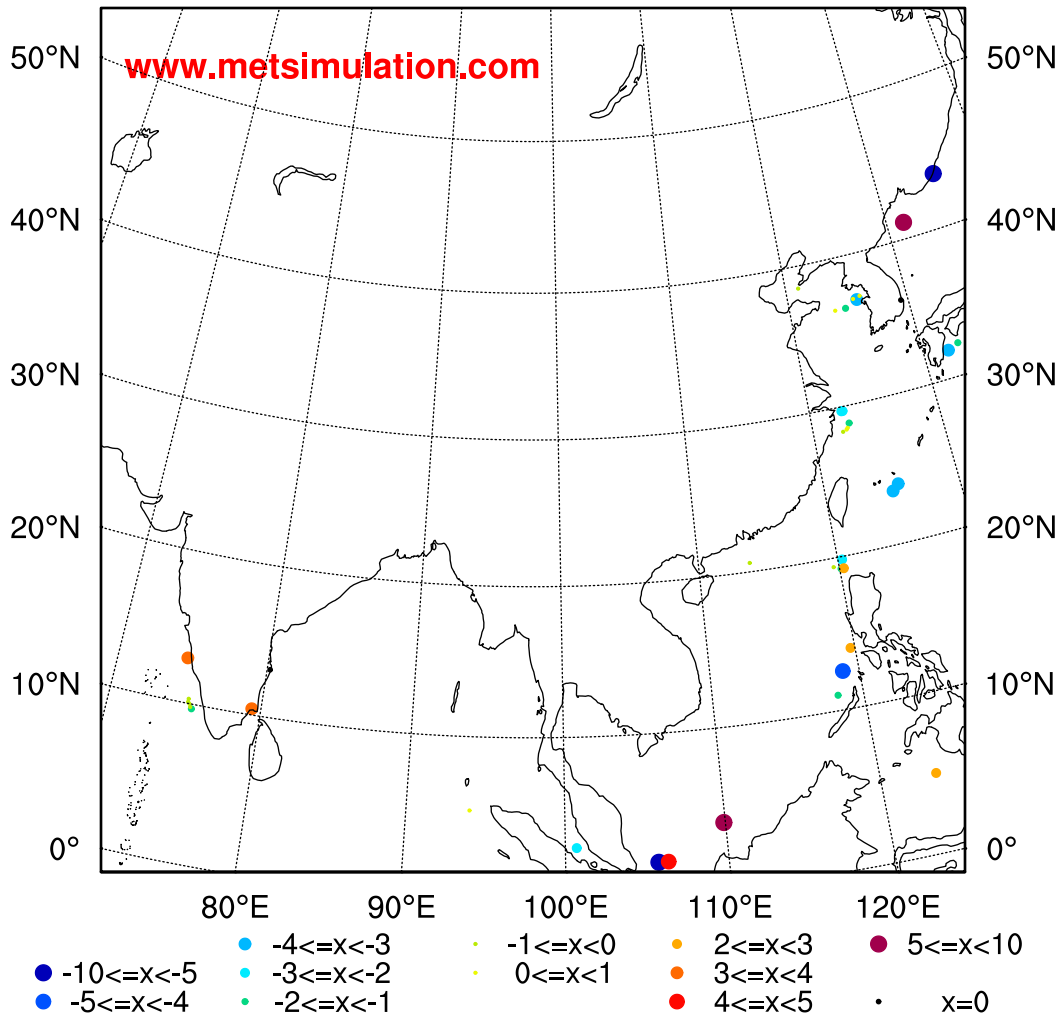 www.metsimulation.com
50°N 50°N
40°N 40°N
30°N 30°N
20°N 20°N
10°N 10°N
0° 0°
80°E 90°E 100°E 110°E 120°E
-4<=x<-3 -1<=x<0 2<=x<3 5<=x<10
-10<=x<-5 -3<=x<-2 0<=x<1 3<=x<4
-5<=x<-4 -2<=x<-1 4<=x<5 x=0